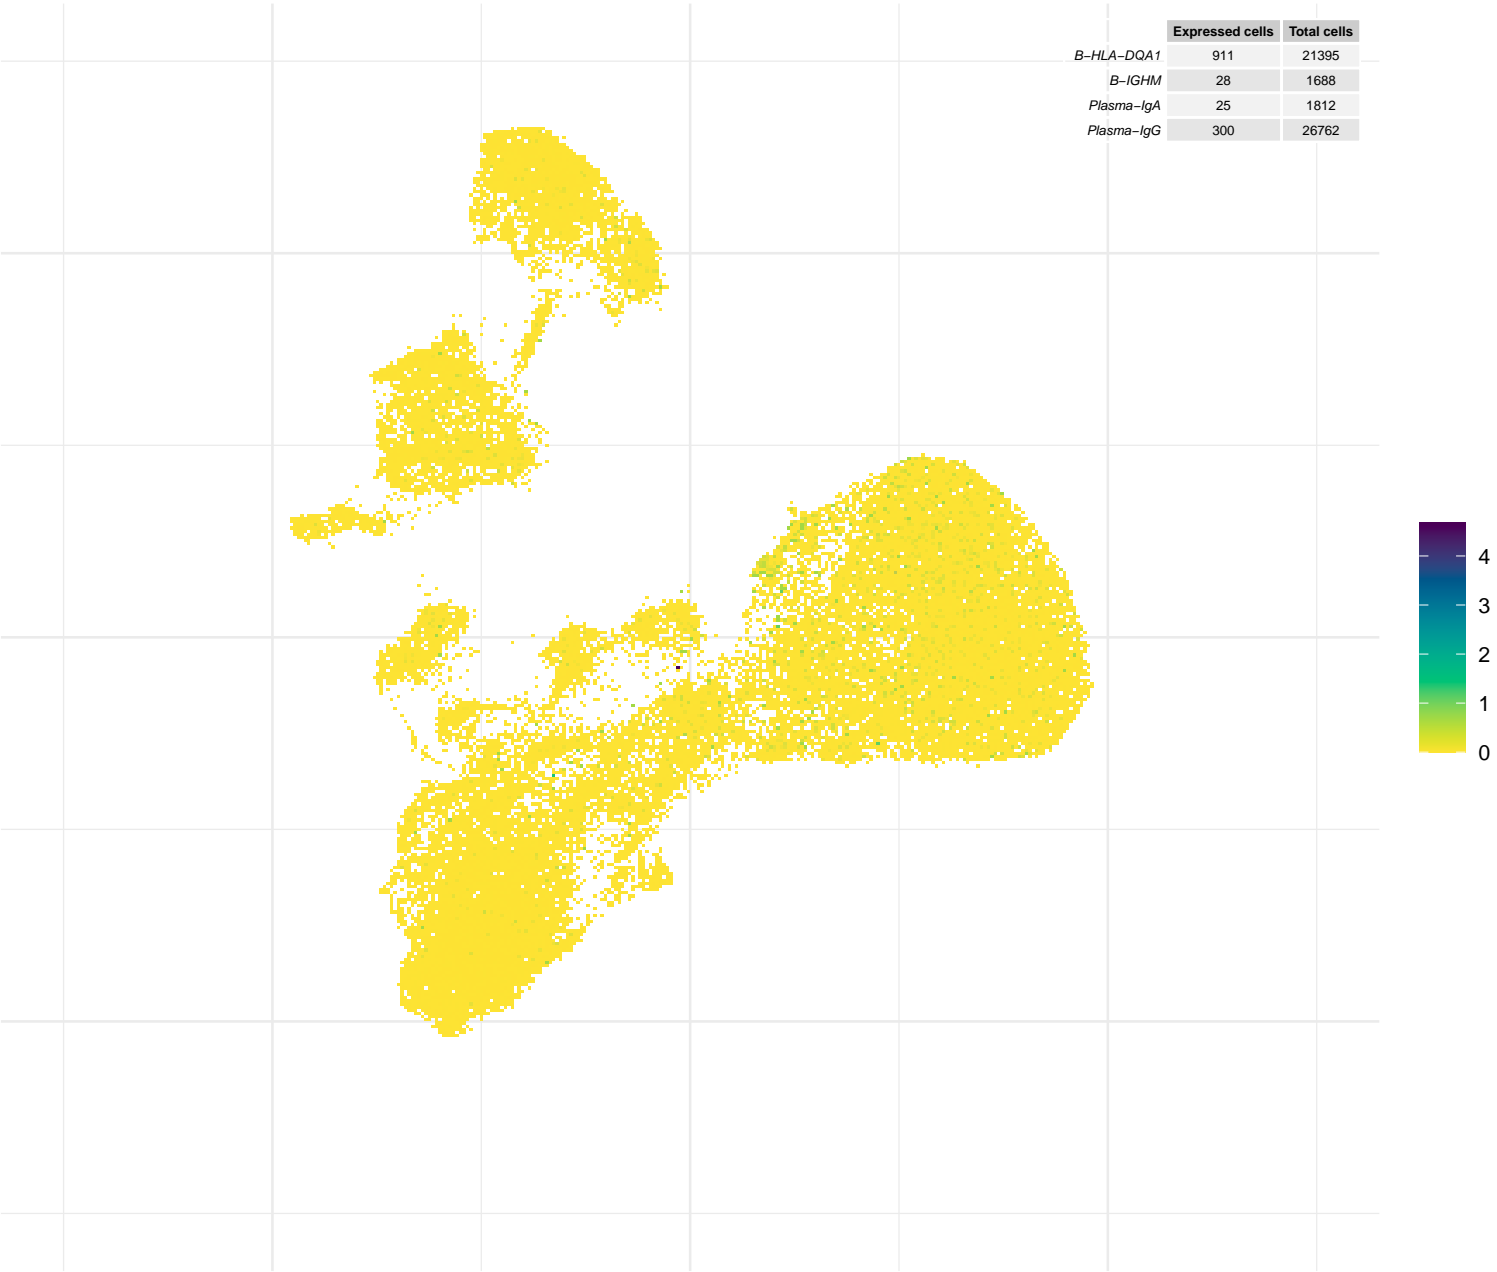 Expressed cells Total cells
B−HLA−DQA1 911 21395
B−IGHM 28 1688
Plasma−IgA 25 1812
Plasma−IgG 300 26762
4
3
2
1
0